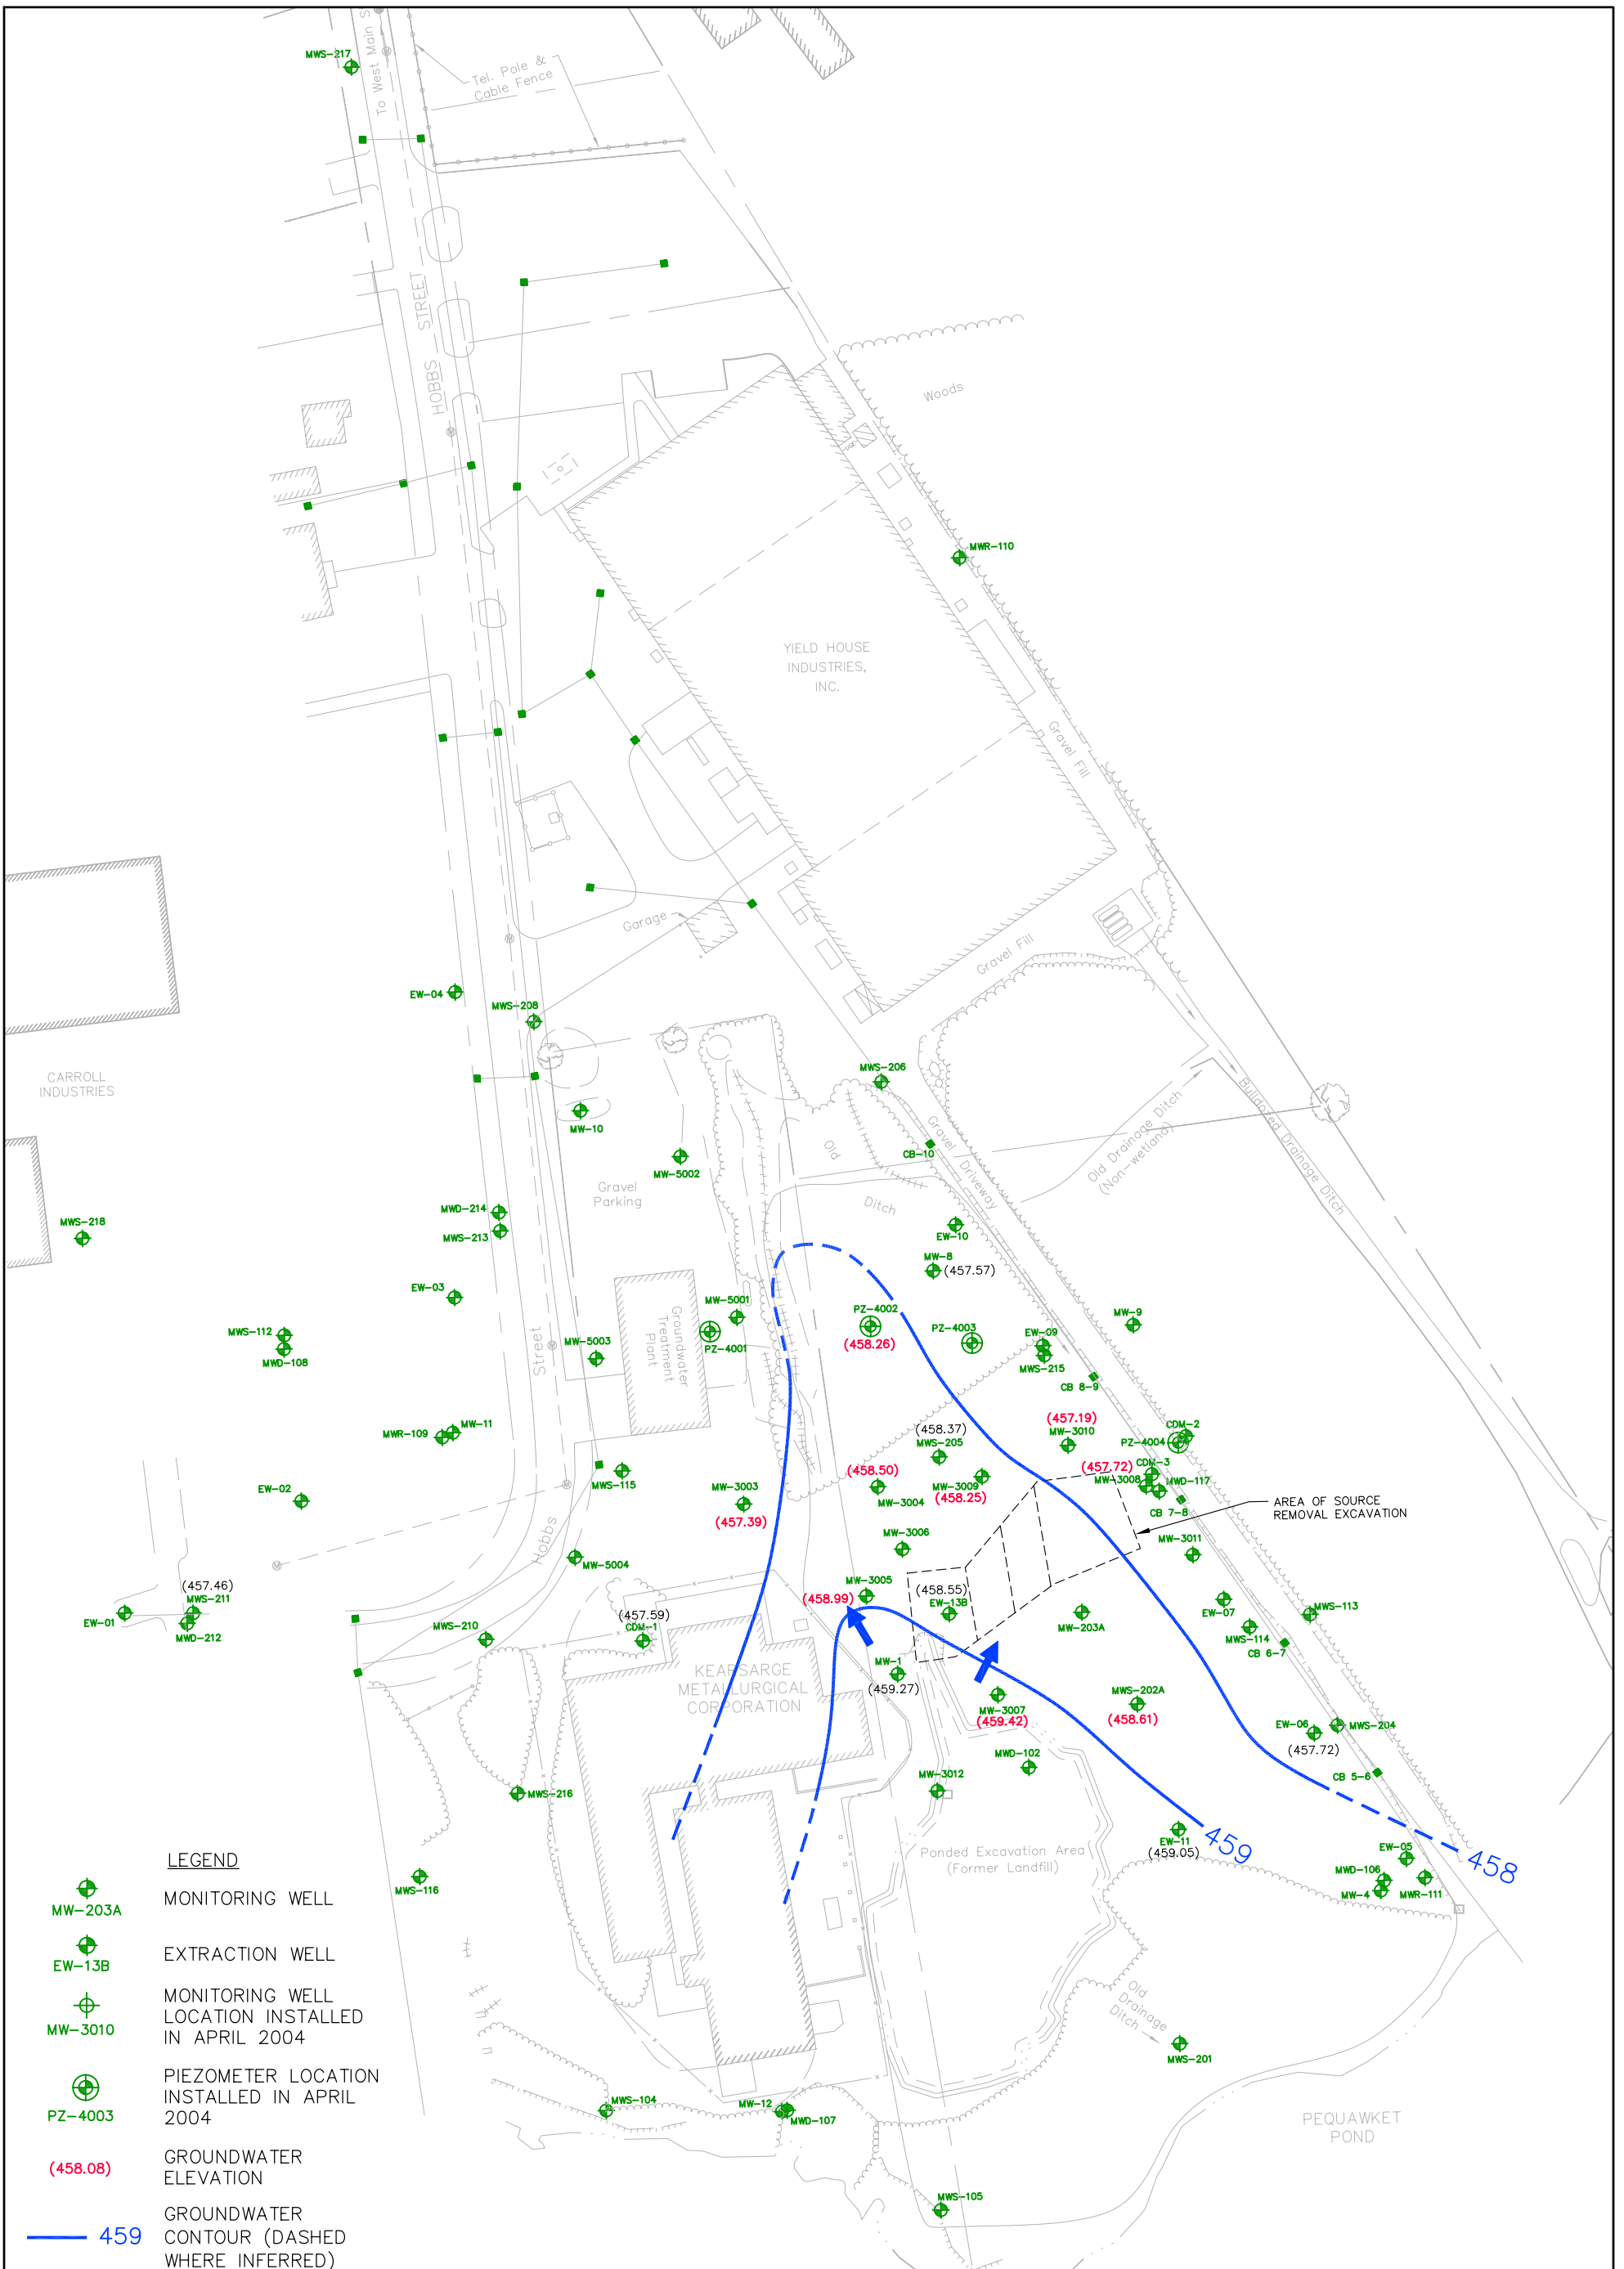 MWS-217
To West Main S
Tel. Pole &
Cable Fence
HOBBS STREET
Woods
MWR-110
YIELD HOUSE
INDUSTRIES,
INC.
Gravel Fill
Garage
Gravel Fill
EW-04
MWS-208
CARROLL
INDUSTRIES
MWS-206
MW-10
Bulldozed Drainage Ditch
Old Drainage Ditch
(Non-wetland)
Gravel Driveway
CB-10
Old
Ditch
MW-5002
Gravel
Parking
MWD-214
MWS-213
MWS-218
EW-10
MW-8
(457.57)
EW-03
MW-5001
PZ-4002
(458.26)
PZ-4003
MW-9
EW-09
MWS-215
MWS-112
MWD-108
Street
MW-5003
Groundwater
Treatment
Plant
PZ-4001
CB 8-9
MWR-109
MW-11
(458.37)
MWS-205
(457.19)
MW-3010
CDM-2
PZ-4004
EW-02
MWS-115
MW-3003
(457.39)
(458.50)
MW-3004
MW-3009
(458.25)
(457.72)
CDM-3
MW-3008
MWD-117
CB 7-8
AREA OF SOURCE
REMOVAL EXCAVATION
Hobbs
MW-5004
MW-3006
MW-3011
(457.46)
MWS-211
EW-01
MWD-212
MWS-210
(457.59)
CDM-1
MW-3005
(458.99)
(458.55)
EW-13B
MW-203A
EW-07
MWS-113
MWS-114
CB 6-7
KEARSARGE
METALLURGICAL
CORPORATION
MW-1
(459.27)
MW-3007
(459.42)
MWS-202A
(458.61)
EW-06
MWS-204
(457.72)
MWD-102
CB 5-6
MWS-216
MW-3012
EW-11
(459.05)
459
Ponded Excavation Area
(Former Landfill)
EW-05
458
MWD-106
MW-4
MWR-111
MWS-116
Old
Drainage
Ditch
MWS-201
MWS-104
MW-12
MWD-107
PEQUAWKET
POND
MWS-105
LEGEND
MW-203A
MONITORING WELL
EW-13B
EXTRACTION WELL
MW-3010
MONITORING WELL
LOCATION INSTALLED
IN APRIL 2004
PZ-4003
PIEZOMETER LOCATION
INSTALLED IN APRIL
2004
(458.08)
GROUNDWATER
ELEVATION
459
GROUNDWATER
CONTOUR (DASHED
WHERE INFERRED)